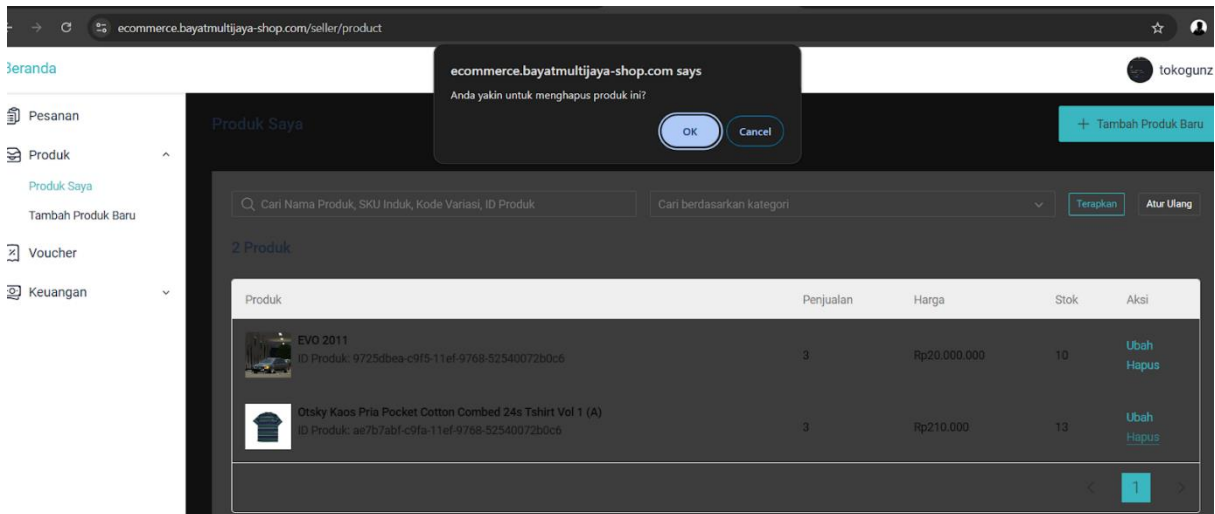 ecommerce.bayatmultijaya-shop.com/seller/product
Beranda
tokogunz
ecommerce.bayatmultijaya-shop.com says
Anda yakin untuk menghapus produk ini?
OK Cancel
Pesanan
Produk
Produk Saya
Tambah Produk Baru
Voucher
Keuangan
Produk Saya
+ Tambah Produk Baru
Cari Nama Produk, SKU Induk, Kode Variasi, ID Produk
Cari berdasarkan kategori
Terapkan
Atur Ulang
2 Produk
Produk Penjualan Harga Stok Aksi
EVO 2011
ID Produk: 9725dbea-c9f5-11ef-9768-52540072b0c6
3 Rp20.000.000 10
Ubah
Hapus
Otsky Kaos Pria Pocket Cotton Combed 24s Tshirt Vol 1 (A)
ID Produk: ae7b7abf-c9fa-11ef-9768-52540072b0c6
3 Rp210.000 13
Ubah
Hapus
1